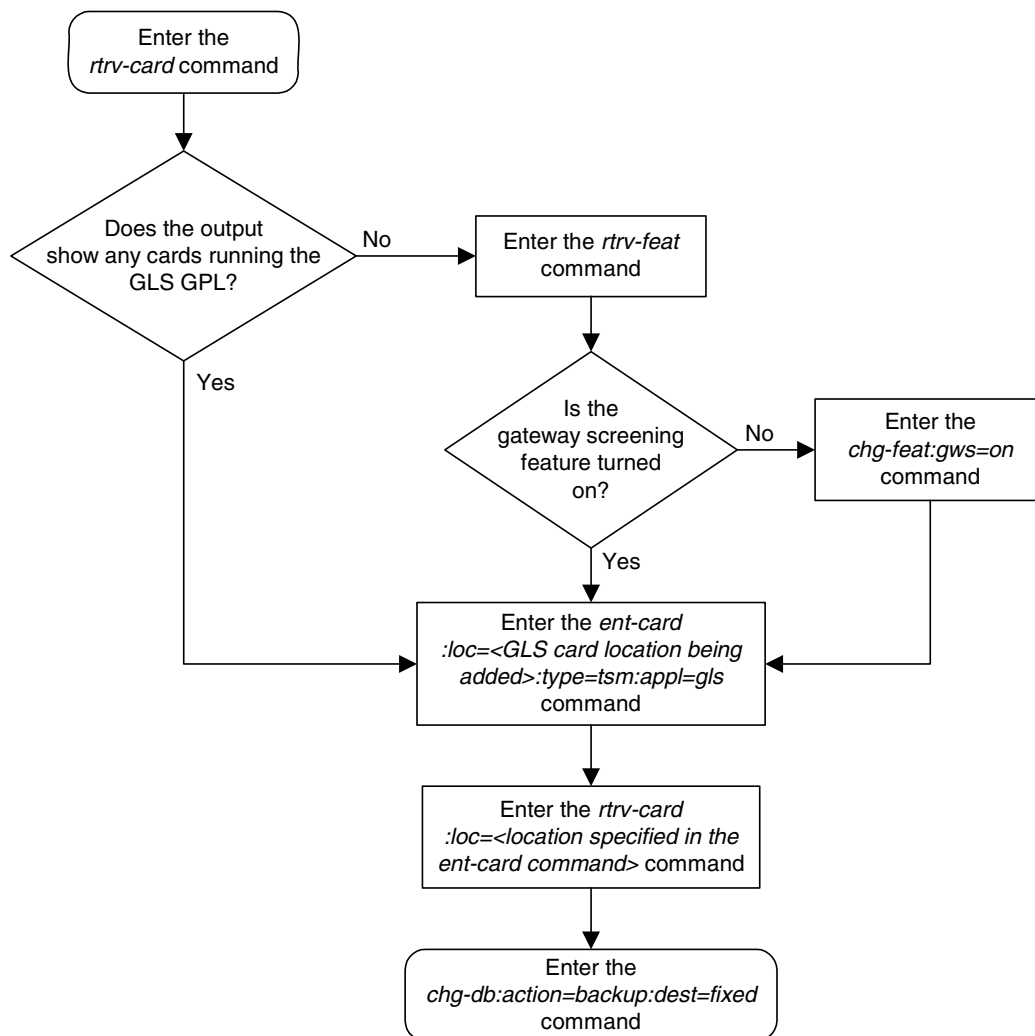 Enter the
rtrv-card command
Does the output
show any cards running the
GLS GPL?
No
Enter the rtrv-feat
command
Yes
Is the
gateway screening
feature turned
on?
No
Enter the
chg-feat:gws=on
command
Yes
Enter the ent-card
:loc=<GLS card location being
added>:type=tsm:appl=gls
command
Enter the rtrv-card
:loc=<location specified in the
ent-card command> command
Enter the
chg-db:action=backup:dest=fixed
command